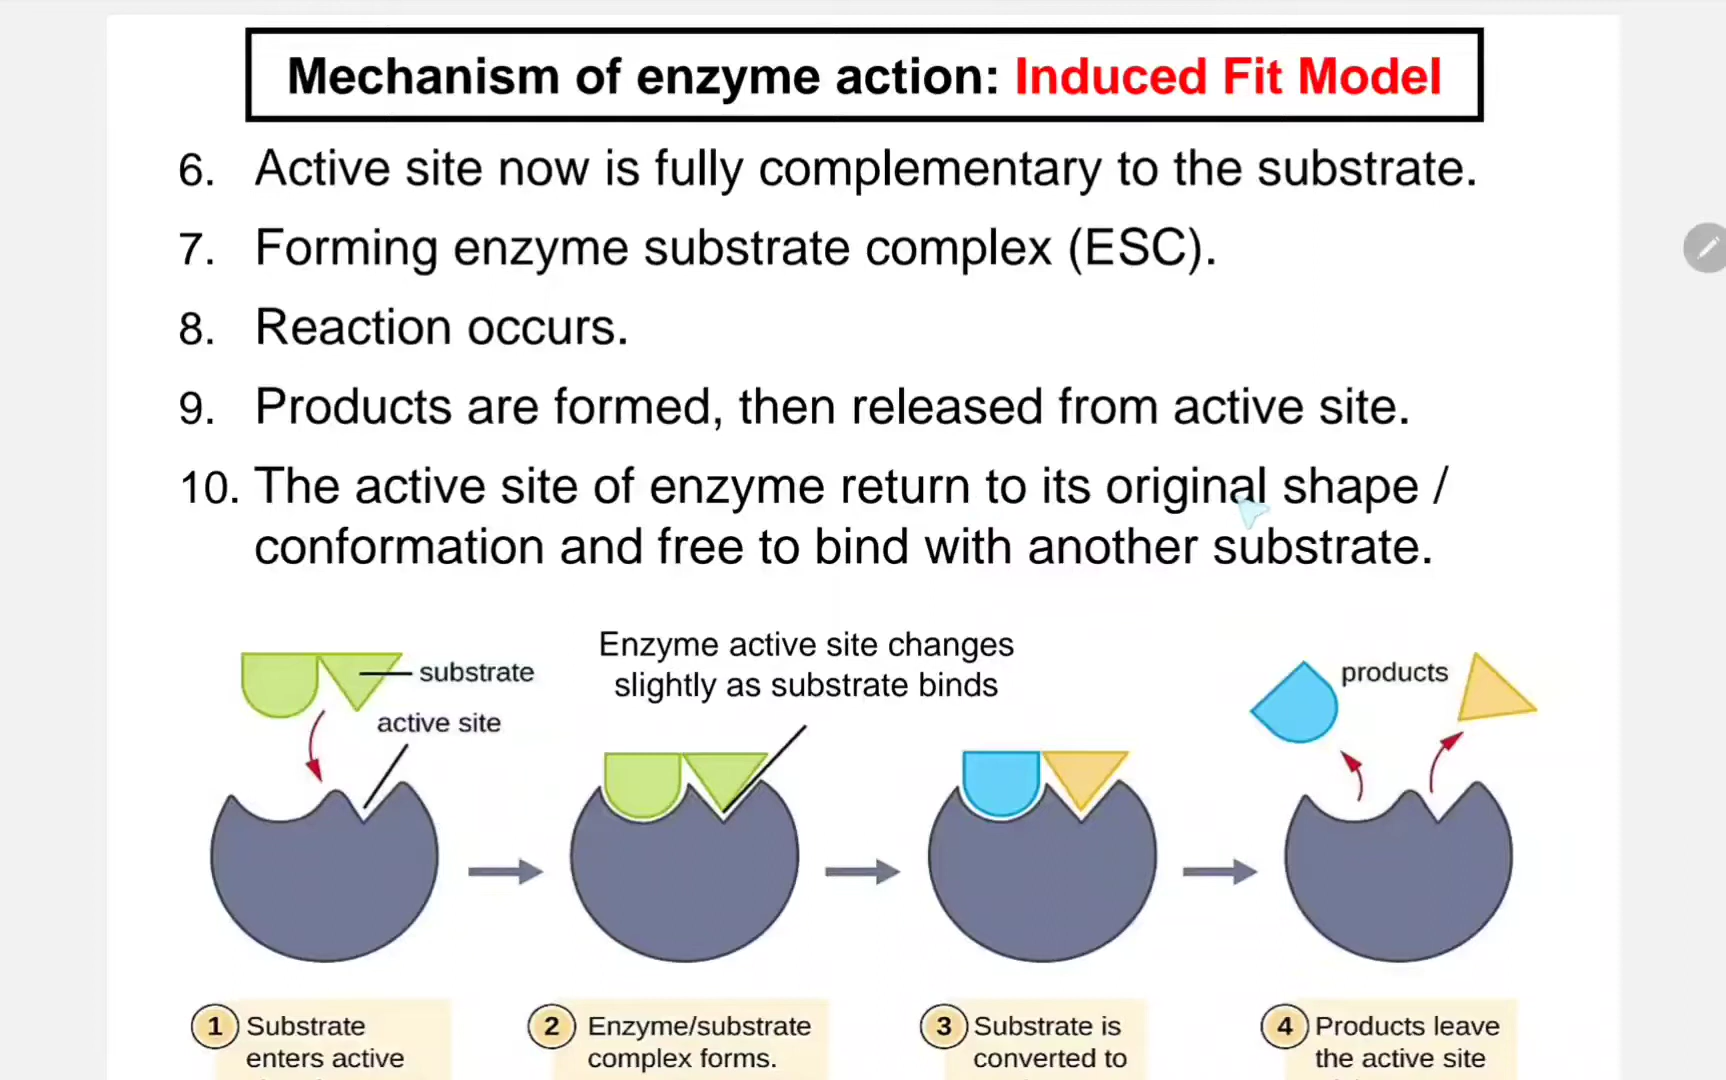 Mechanism of enzyme action: Induced Fit Model
6. Active site now is fully complementary to the substrate.
7. Forming enzyme substrate complex (ESC).
8. Reaction occurs.
9. Products are formed, then released from active site.
10. The active site of enzyme return to its original shape /
conformation and free to bind with another substrate.
substrate
active site
Enzyme active site changes
slightly as substrate binds
products
1 Substrate
enters active
2 Enzyme/substrate
complex forms.
3 Substrate is
converted to
4 Products leave
the active site